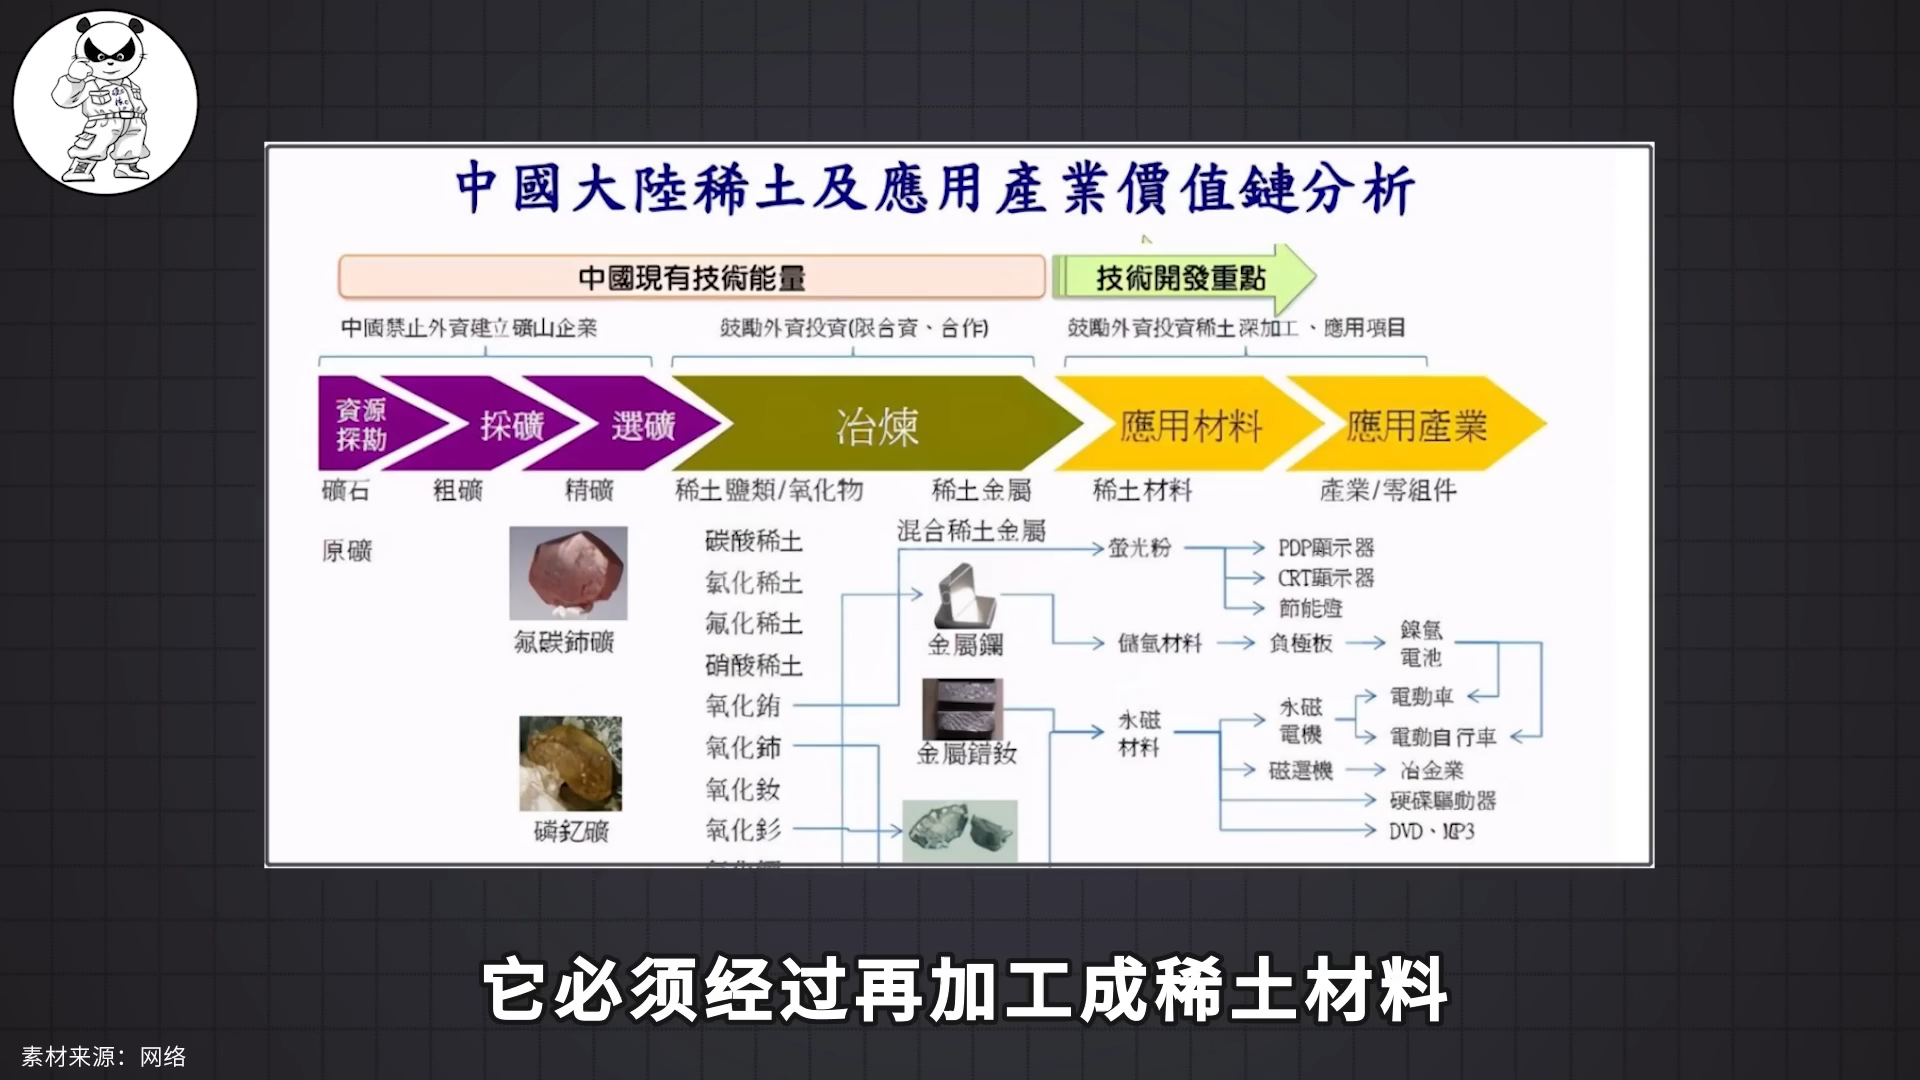 中國大陸稀土及應用產業價值鏈分析
中國現有技術能量
技術開發重點
中國禁止外資建立礦山企業
鼓勵外資投資(限合資、合作)
鼓勵外資投資稀土深加工、應用項目
資源
探勘
採礦
選礦
冶煉
應用材料
應用產業
礦石
粗礦
精礦
稀土鹽類/氧化物
稀土金屬
稀土材料
產業/零組件
原礦
氟碳鈰礦
磷釔礦
碳酸稀土
氯化稀土
氟化稀土
硝酸稀土
氧化銪
氧化鈰
氧化釹
氧化釤
混合稀土金屬
金屬鑭
金屬鐠釹
螢光粉
PDP顯示器
CRT顯示器
節能燈
儲氫材料
負極板
鎳氫
電池
永磁
材料
永磁
電機
電動車
電動自行車
磁選機
冶金業
硬碟驅動器
DVD、MP3
它必须经过再加工成稀土材料
素材来源：网络